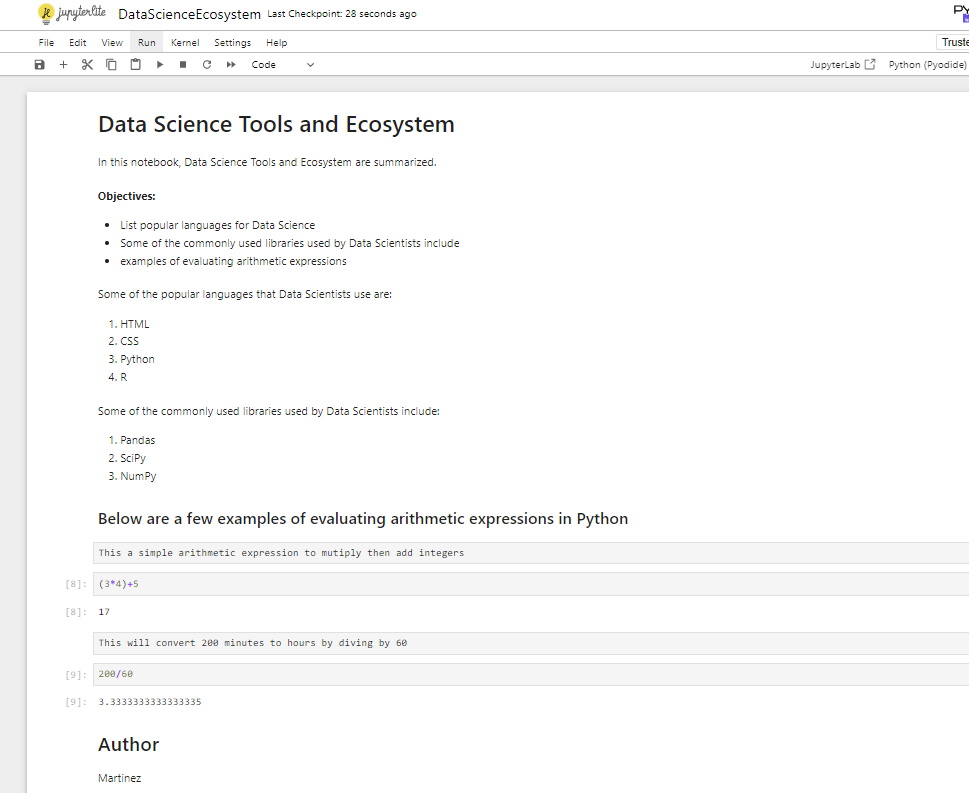 jupyterlite DataScienceEcosystem Last Checkpoint: 28 seconds ago
File Edit View Run Kernel Settings Help
Code JupyterLab Python (Pyodide)
Data Science Tools and Ecosystem
In this notebook, Data Science Tools and Ecosystem are summarized.
Objectives:
• List popular languages for Data Science
• Some of the commonly used libraries used by Data Scientists include
• examples of evaluating arithmetic expressions
Some of the popular languages that Data Scientists use are:
1. HTML
2. CSS
3. Python
4. R
Some of the commonly used libraries used by Data Scientists include:
1. Pandas
2. SciPy
3. NumPy
Below are a few examples of evaluating arithmetic expressions in Python
This a simple arithmetic expression to mutiply then add integers
[8]: (3*4)+5
[8]: 17
This will convert 200 minutes to hours by diving by 60
[9]: 200/60
[9]: 3.3333333333333335
Author
Martinez